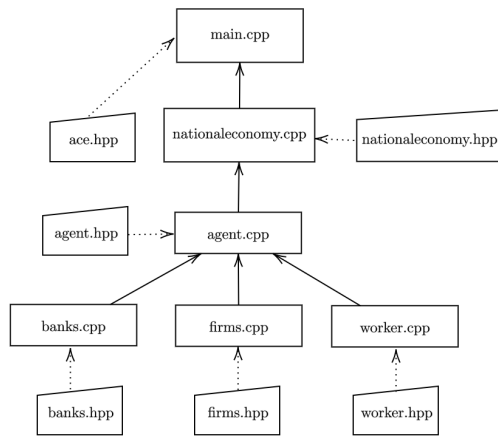 main.cpp
ace.hpp
nationaleconomy.cpp
nationaleconomy.hpp
agent.hpp
agent.cpp
banks.cpp
firms.cpp
worker.cpp
banks.hpp
firms.hpp
worker.hpp